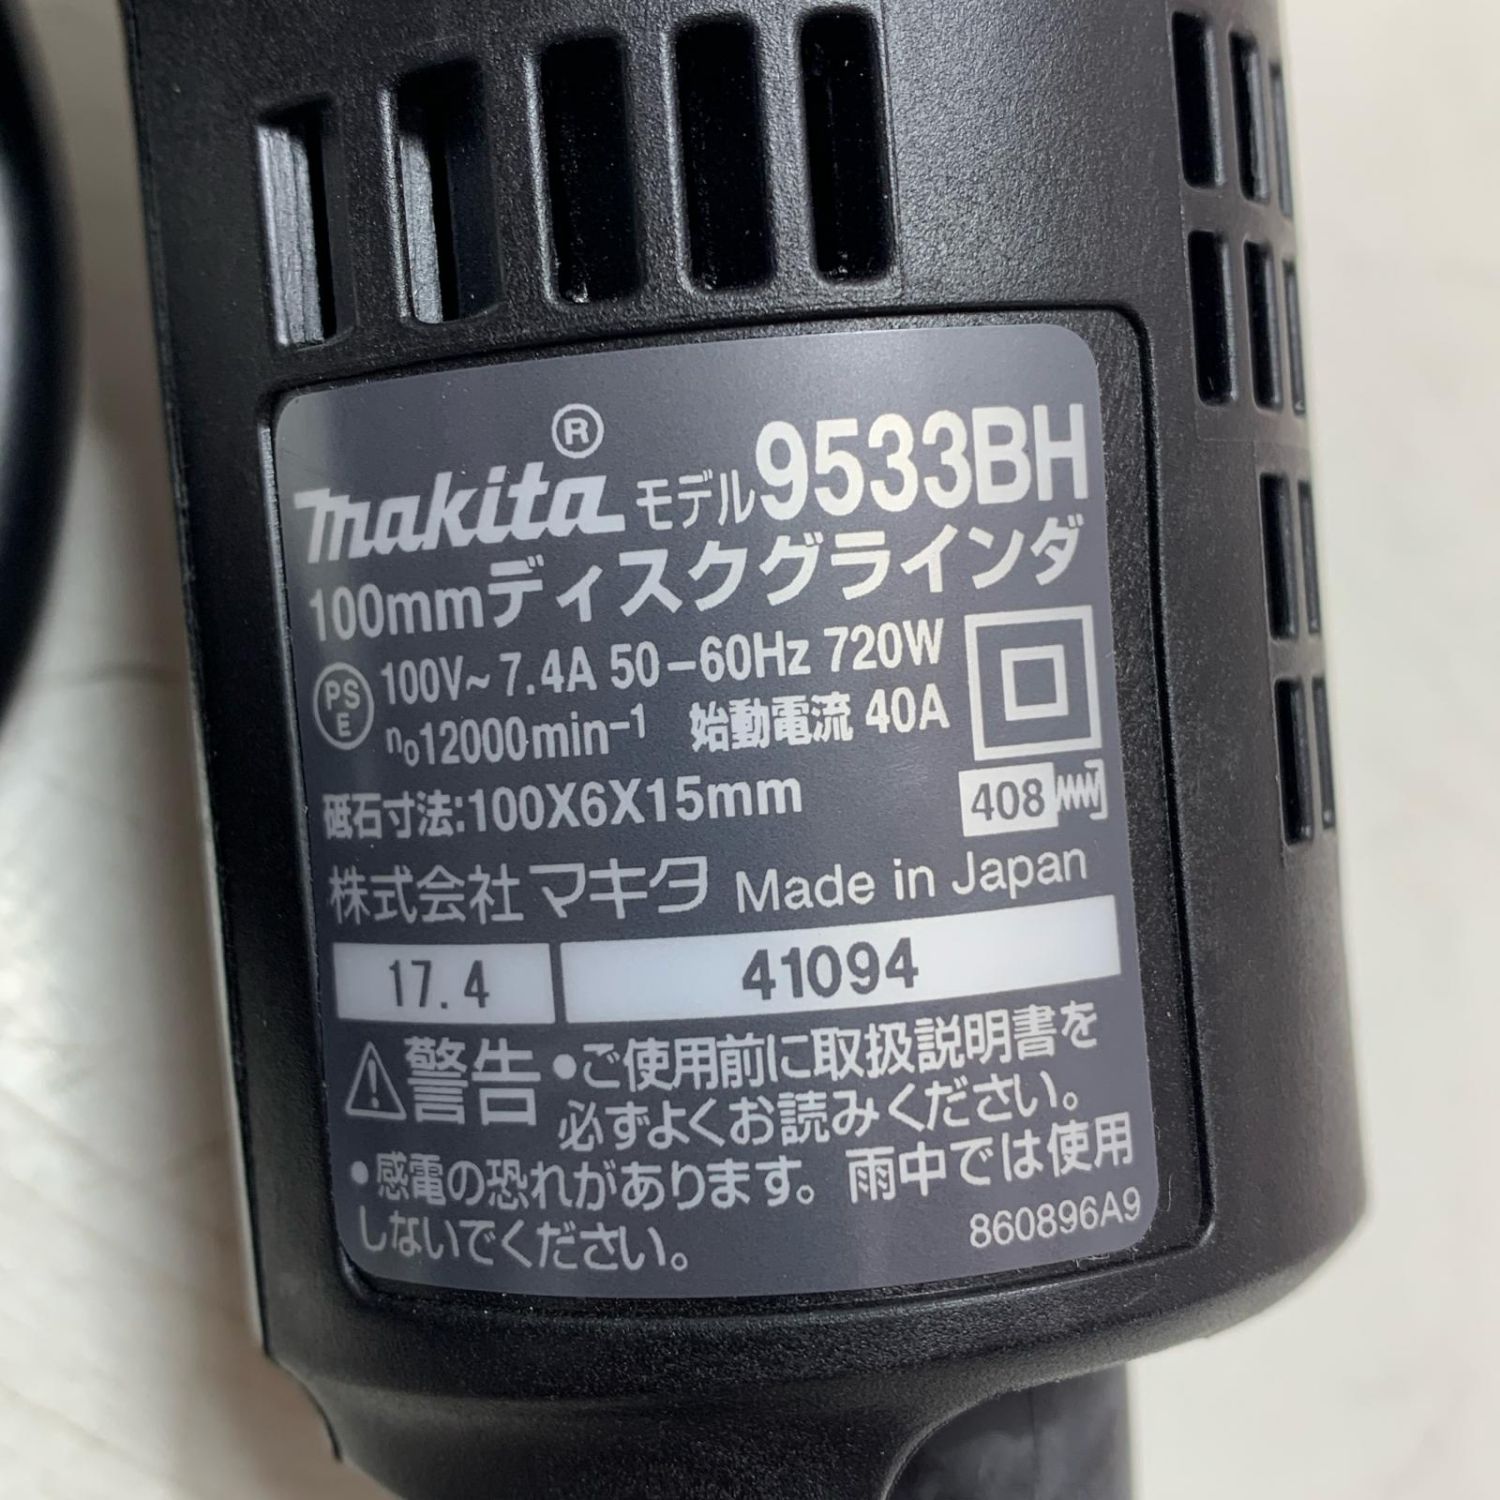 makita® モデル9533BH
100mmディスクグラインダ
PSE 100V~ 7.4A 50-60Hz 720W
n₀12000min⁻¹ 始動電流 40A
砥石寸法:100X6X15mm
408
株式会社マキタ Made in Japan
17.4 41094
警告 •ご使用前に取扱説明書を
必ずよくお読みください。
•感電の恐れがあります。雨中では使用
しないでください。
860896A9